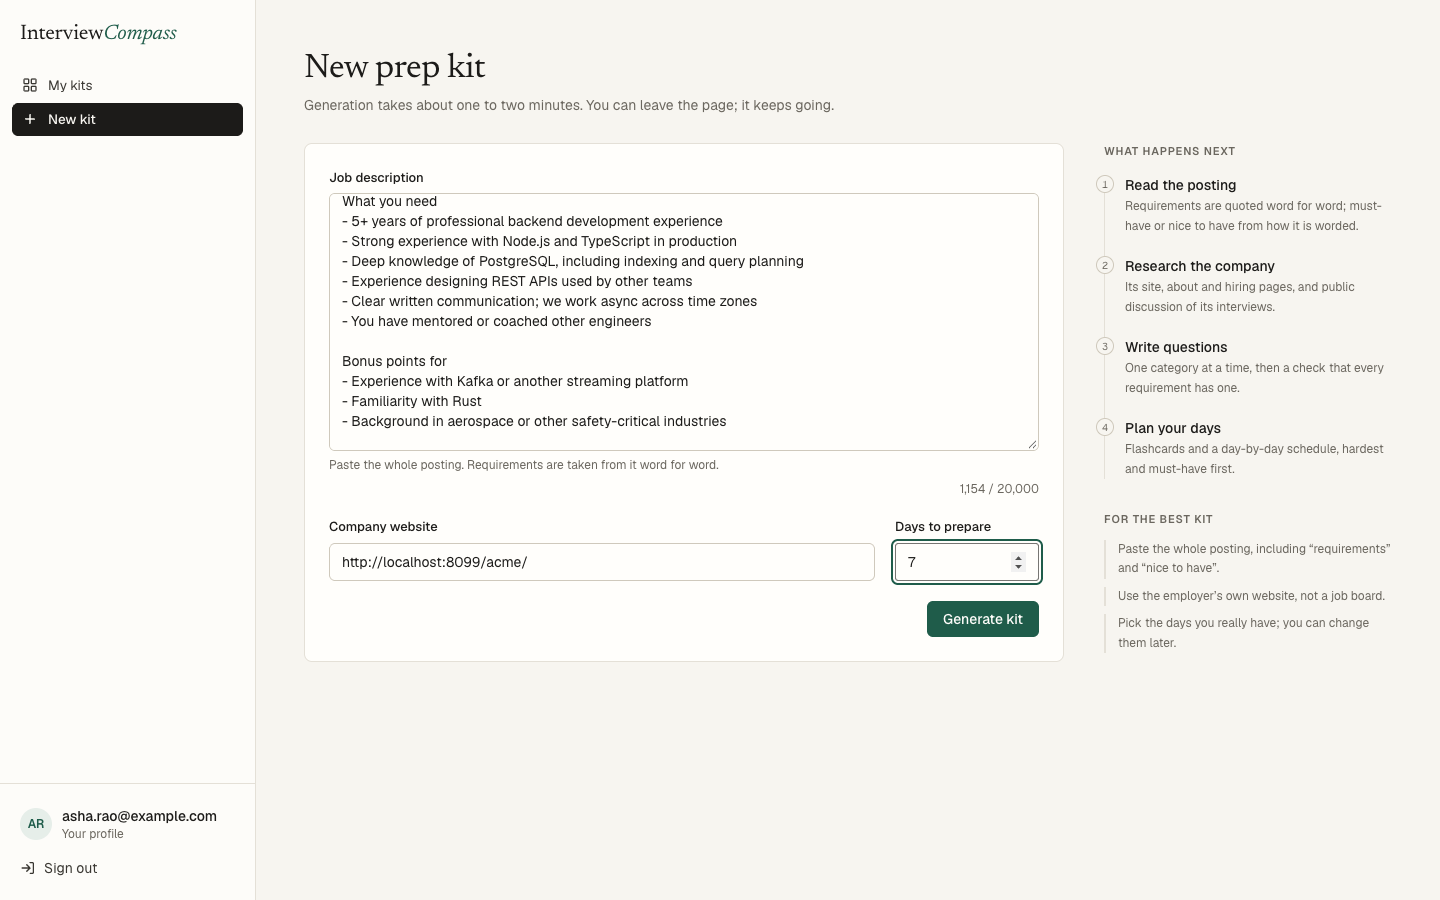 InterviewCompass
My kits
New kit
asha.rao@example.com
AR
Your profile
Sign out
New prep kit
Generation takes about one to two minutes. You can leave the page; it keeps going.
Job description
What you need
- 5+ years of professional backend development experience
- Strong experience with Node.js and TypeScript in production
- Deep knowledge of PostgreSQL, including indexing and query planning
- Experience designing REST APIs used by other teams
- Clear written communication; we work async across time zones
- You have mentored or coached other engineers
Bonus points for
- Experience with Kafka or another streaming platform
- Familiarity with Rust
- Background in aerospace or other safety-critical industries
Paste the whole posting. Requirements are taken from it word for word.
1,154 / 20,000
Company website
http://localhost:8099/acme/
Days to prepare
7
Generate kit
WHAT HAPPENS NEXT
1
Read the posting
Requirements are quoted word for word; must-
have or nice to have from how it is worded.
2
Research the company
Its site, about and hiring pages, and public
discussion of its interviews.
3
Write questions
One category at a time, then a check that every
requirement has one.
4
Plan your days
Flashcards and a day-by-day schedule, hardest
and must-have first.
FOR THE BEST KIT
Paste the whole posting, including “requirements”
and “nice to have”.
Use the employer’s own website, not a job board.
Pick the days you really have; you can change
them later.